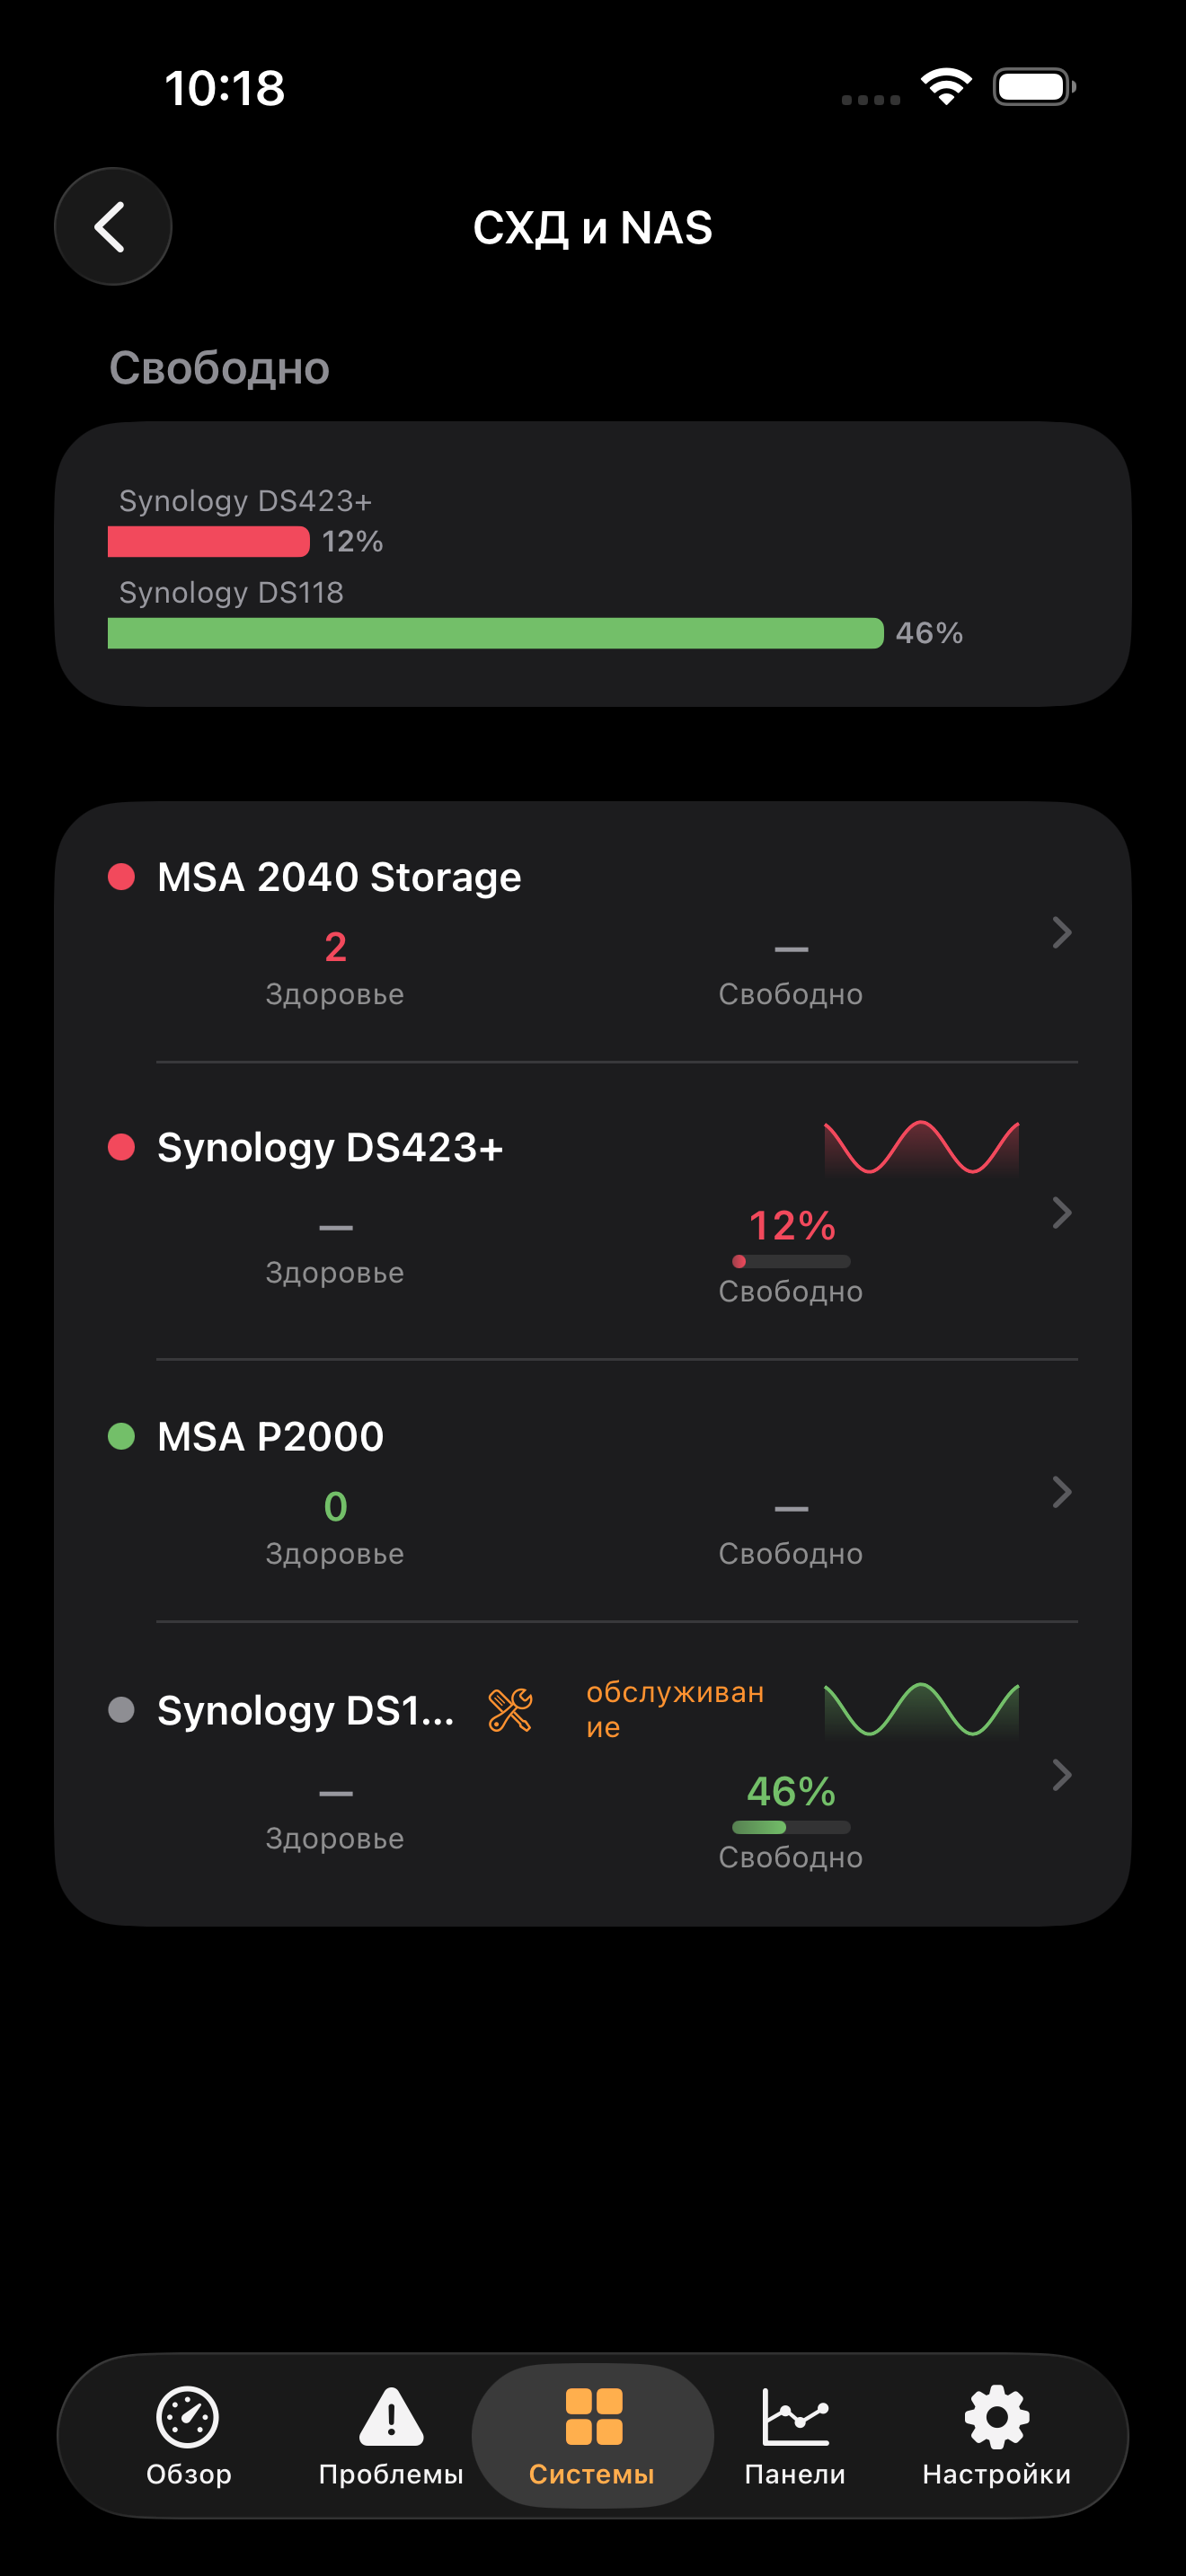 10:18
СХД и NAS
Свободно
Synology DS423+
12%
Synology DS118
46%
MSA 2040 Storage
2
—
Здоровье
Свободно
Synology DS423+
—
12%
Здоровье
Свободно
MSA P2000
0
—
Здоровье
Свободно
Synology DS1...
обслуживан
ие
—
46%
Здоровье
Свободно
Обзор
Проблемы
Системы
Панели
Настройки